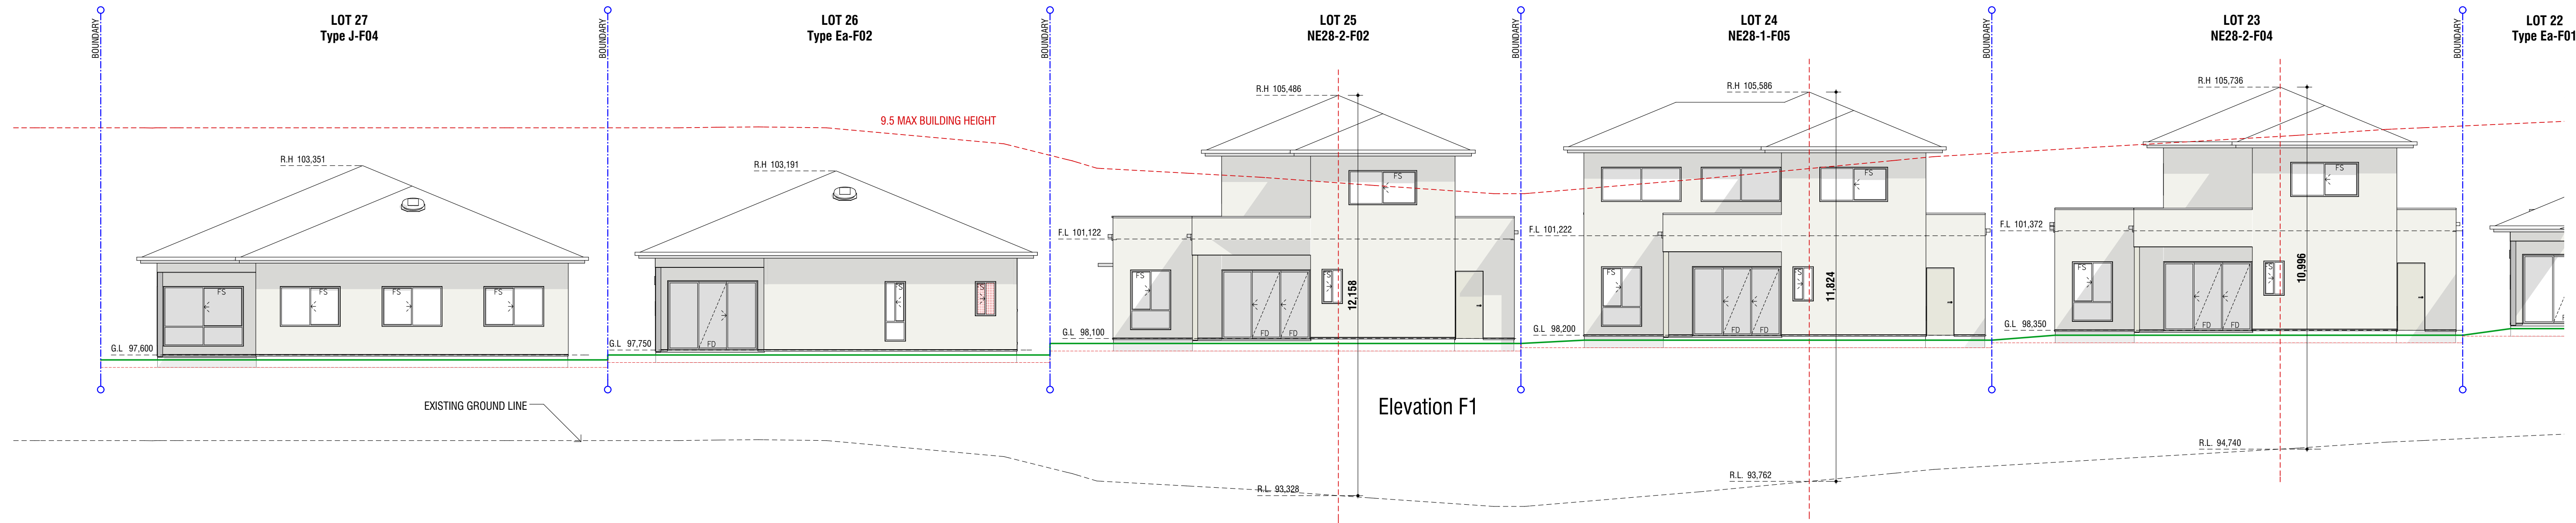 BOUNDARY
LOT 27
Type J-F04
BOUNDARY
LOT 26
Type Ea-F02
BOUNDARY
LOT 25
NE28-2-F02
BOUNDARY
LOT 24
NE28-1-F05
BOUNDARY
LOT 23
NE28-2-F04
BOUNDARY
LOT 22
Type Ea-F01
9.5 MAX BUILDING HEIGHT
R.H 103,351
R.H 103,191
R.H 105,486
R.H 105,586
R.H 105,736
FS
FS
FS
F.L 101,122
F.L 101,222
F.L 101,372
FS
FS
FS
FS
FS
FS
FS
FS
FS
FS
FS
FS
FD
FD
FD
FD
FD
FD
FD
12,158
11,824
10,996
G.L 97,600
G.L 97,750
G.L 98,100
G.L 98,200
G.L 98,350
Elevation F1
EXISTING GROUND LINE
R.L. 93,328
R.L. 93,762
R.L. 94,740